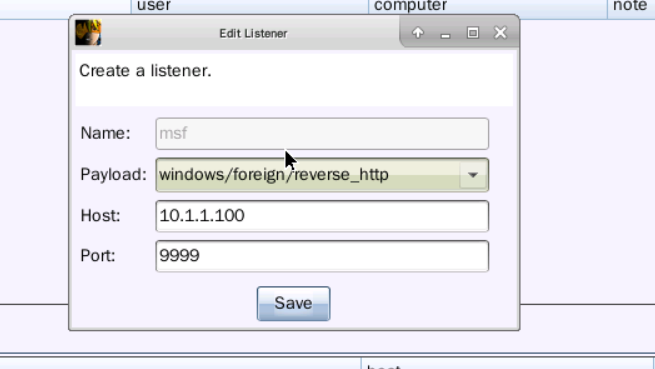 user computer note
Edit Listener
Create a listener.
Name: msf
Payload: windows/foreign/reverse_http
Host: 10.1.1.100
Port: 9999
Save